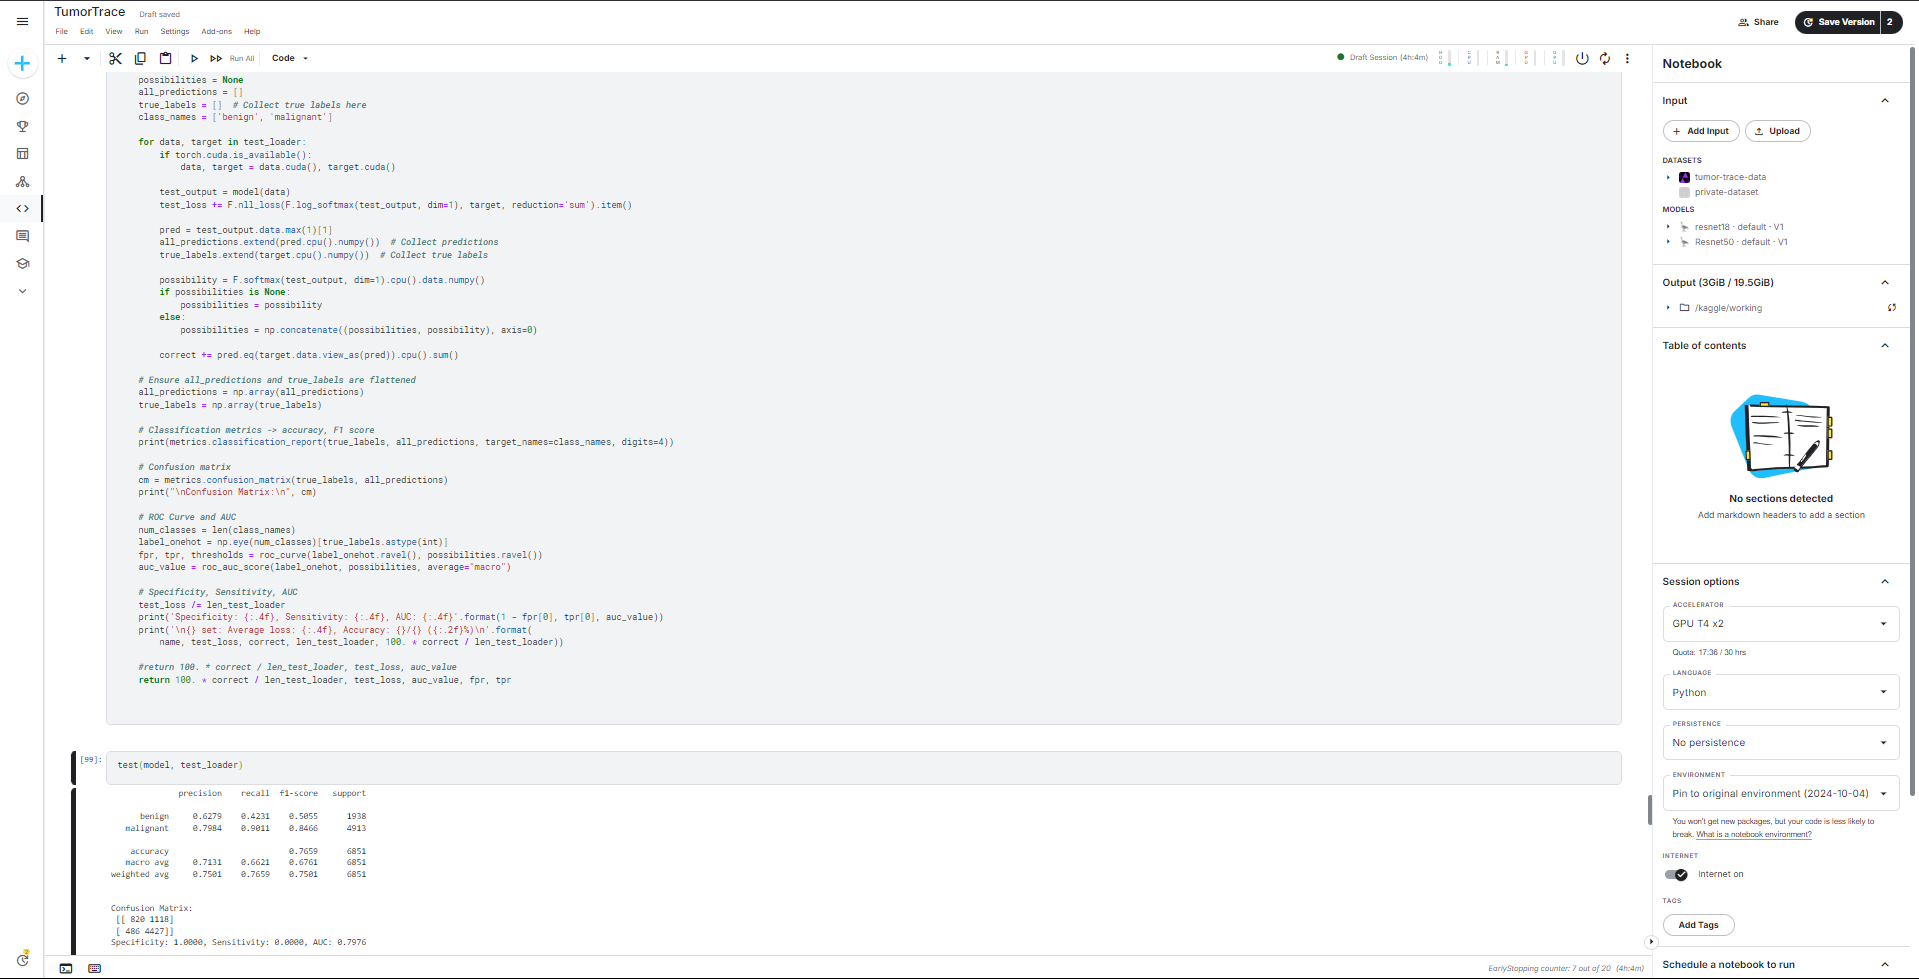 TumorTrace Draft saved
File Edit View Run Settings Add-ons Help
Share
Save Version 2
Run All Code
Draft Session (4h:4m)
possibilities = None
all_predictions = []
true_labels = []  # Collect true labels here
class_names = ['benign', 'malignant']
for data, target in test_loader:
if torch.cuda.is_available():
data, target = data.cuda(), target.cuda()
test_output = model(data)
test_loss += F.nll_loss(F.log_softmax(test_output, dim=1), target, reduction='sum').item()
pred = test_output.data.max(1)[1]
all_predictions.extend(pred.cpu().numpy())  # Collect predictions
true_labels.extend(target.cpu().numpy())  # Collect true labels
possibility = F.softmax(test_output, dim=1).cpu().data.numpy()
if possibilities is None:
possibilities = possibility
else:
possibilities = np.concatenate((possibilities, possibility), axis=0)
correct += pred.eq(target.data.view_as(pred)).cpu().sum()
# Ensure all_predictions and true_labels are flattened
all_predictions = np.array(all_predictions)
true_labels = np.array(true_labels)
# Classification metrics -> accuracy, F1 score
print(metrics.classification_report(true_labels, all_predictions, target_names=class_names, digits=4))
# Confusion matrix
cm = metrics.confusion_matrix(true_labels, all_predictions)
print("\nConfusion Matrix:\n", cm)
# ROC Curve and AUC
num_classes = len(class_names)
label_onehot = np.eye(num_classes)[true_labels.astype(int)]
fpr, tpr, thresholds = roc_curve(label_onehot.ravel(), possibilities.ravel())
auc_value = roc_auc_score(label_onehot, possibilities, average="macro")
# Specificity, Sensitivity, AUC
test_loss /= len_test_loader
print('Specificity: {:.4f}, Sensitivity: {:.4f}, AUC: {:.4f}'.format(1 - fpr[0], tpr[0], auc_value))
print('\n{} set: Average loss: {:.4f}, Accuracy: {}/{} ({:.2f}%)\n'.format(
name, test_loss, correct, len_test_loader, 100. * correct / len_test_loader))
#return 100. * correct / len_test_loader, test_loss, auc_value
return 100. * correct / len_test_loader, test_loss, auc_value, fpr, tpr
[99]: test(model, test_loader)
precision recall f1-score support
benign 0.6279 0.4231 0.5055 1938
malignant 0.7984 0.9011 0.8466 4913
accuracy 0.7659 6851
macro avg 0.7131 0.6621 0.6761 6851
weighted avg 0.7501 0.7659 0.7501 6851
Confusion Matrix:
[[ 820 1118]
[ 486 4427]]
Specificity: 1.0000, Sensitivity: 0.0000, AUC: 0.7976
EarlyStopping counter: 7 out of 20 (4h:4m)
Notebook
Input
Add Input
Upload
DATASETS
tumor-trace-data
private-dataset
MODELS
resnet18 · default · V1
Resnet50 · default · V1
Output (3GiB / 19.5GiB)
/kaggle/working
Table of contents
No sections detected
Add markdown headers to add a section
Session options
ACCELERATOR
GPU T4 x2
Quota: 17:36 / 30 hrs
LANGUAGE
Python
PERSISTENCE
No persistence
ENVIRONMENT
Pin to original environment (2024-10-04)
You won't get new packages, but your code is less likely to
break. What is a notebook environment?
INTERNET
Internet on
TAGS
Add Tags
Schedule a notebook to run